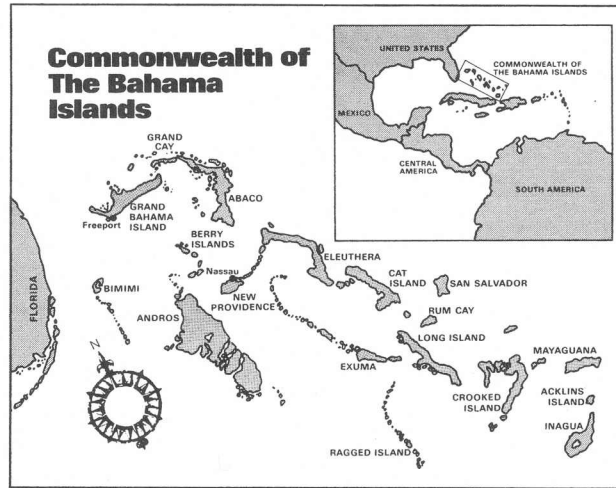 Commonwealth of
The Bahama
Islands
UNITED STATES
COMMONWEALTH OF
THE BAHAMA ISLANDS
MEXICO
CENTRAL
AMERICA
SOUTH AMERICA
GRAND
CAY
ABACO
GRAND
BAHAMA
ISLAND
Freeport
BERRY
ISLANDS
ELEUTHERA
Nassau
NEW
PROVIDENCE
CAT
ISLAND
SAN SALVADOR
BIMIMI
FLORIDA
ANDROS
RUM CAY
LONG ISLAND
EXUMA
MAYAGUANA
CROOKED
ISLAND
ACKLINS
ISLAND
INAGUA
RAGGED ISLAND
N